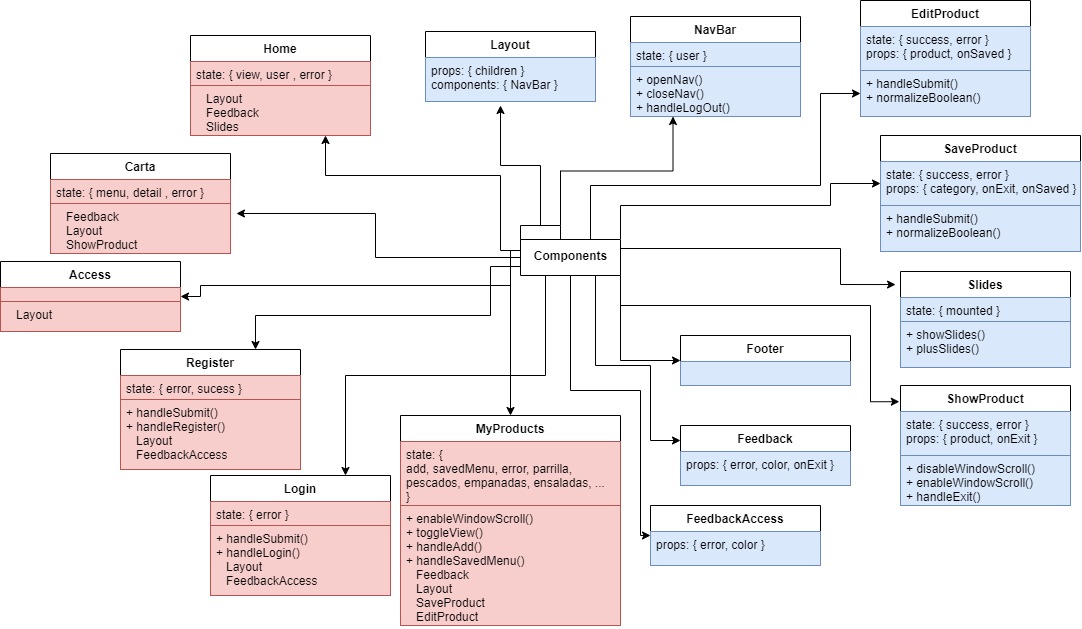 Home
state: { view, user , error }
Layout
Feedback
Slides
Layout
props: { children }
components: { NavBar }
NavBar
state: { user }
+ openNav()
+ closeNav()
+ handleLogOut()
EditProduct
state: { success, error }
props: { product, onSaved }
+ handleSubmit()
+ normalizeBoolean()
Carta
state: { menu, detail , error }
Feedback
Layout
ShowProduct
SaveProduct
state: { success, error }
props: { category, onExit, onSaved }
+ handleSubmit()
+ normalizeBoolean()
Components
Access
Layout
Slides
state: { mounted }
+ showSlides()
+ plusSlides()
Register
state: { error, sucess }
+ handleSubmit()
+ handleRegister()
Layout
FeedbackAccess
Footer
ShowProduct
state: { success, error }
props: { product, onExit }
+ disableWindowScroll()
+ enableWindowScroll()
+ handleExit()
MyProducts
state: {
add, savedMenu, error, parrilla,
pescados, empanadas, ensaladas, ...
}
+ enableWindowScroll()
+ toggleView()
+ handleAdd()
+ handleSavedMenu()
Feedback
Layout
SaveProduct
EditProduct
Feedback
props: { error, color, onExit }
Login
state: { error }
+ handleSubmit()
+ handleLogin()
Layout
FeedbackAccess
FeedbackAccess
props: { error, color }